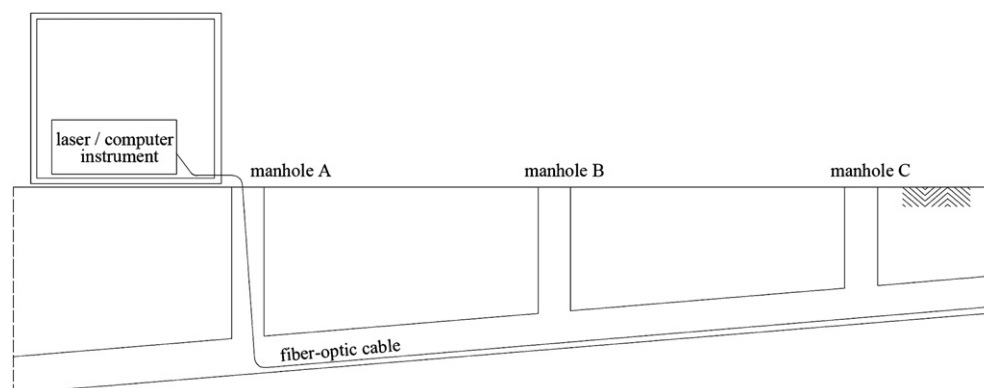 laser / computer
instrument
manhole A
manhole B
manhole C
fiber-optic cable